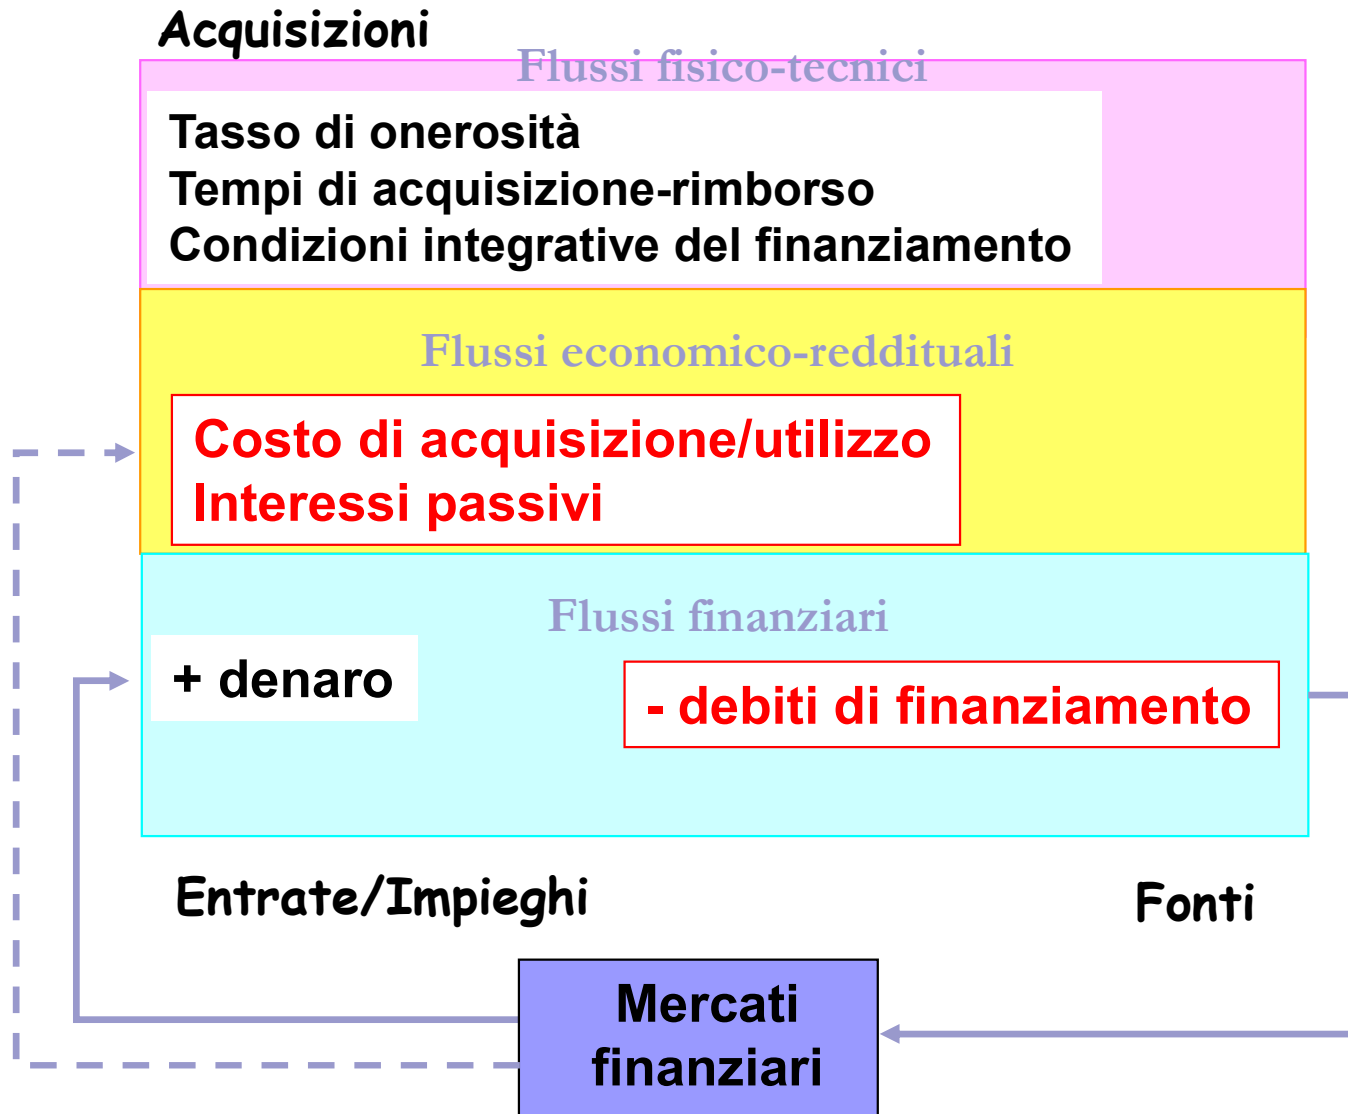 Acquisizioni
Flussi fisico-tecnici
Tasso di onerosità
Tempi di acquisizione-rimborso
Condizioni integrative del finanziamento
Flussi economico-reddituali
Costo di acquisizione/utilizzo
Interessi passivi
Flussi finanziari
+ denaro
- debiti di finanziamento
Entrate/Impieghi
Fonti
Mercati
finanziari